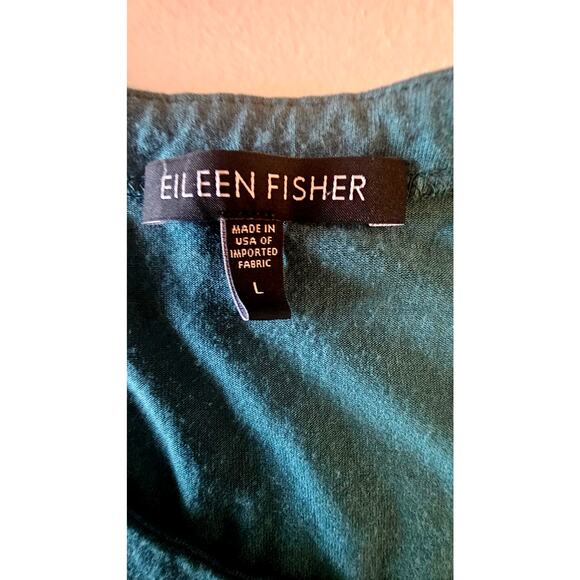 EILEEN FISHER
MADE IN
USA OF
IMPORTED
FABRIC
L